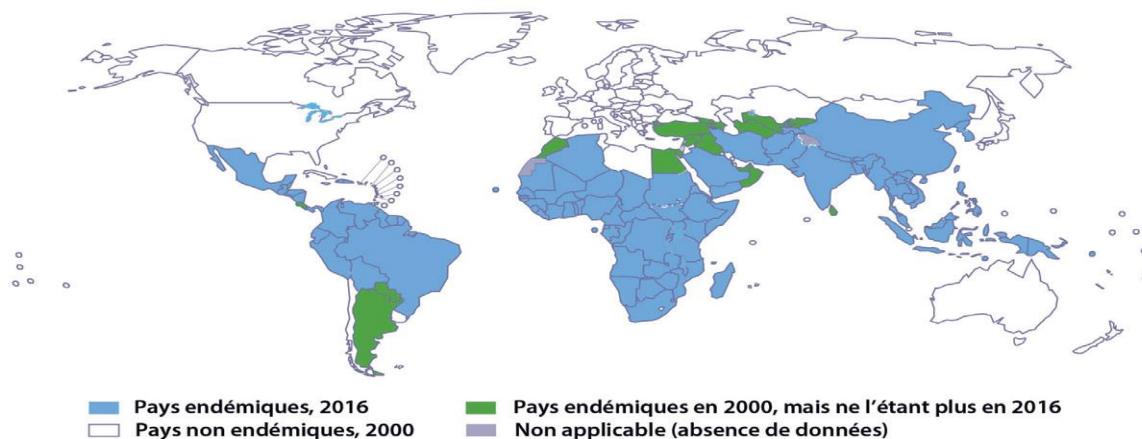 Pays endémiques, 2016
Pays endémiques en 2000, mais ne l'étant plus en 2016
Pays non endémiques, 2000
Non applicable (absence de données)